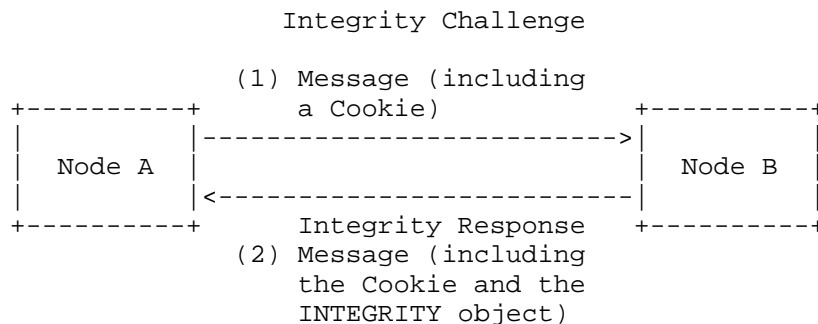 Integrity Challenge
(1) Message (including
a Cookie)
+----------+ +----------+
| |-------------------------->| |
| Node A | | Node B |
| |<--------------------------| |
+----------+ Integrity Response +----------+
(2) Message (including
the Cookie and the
INTEGRITY object)